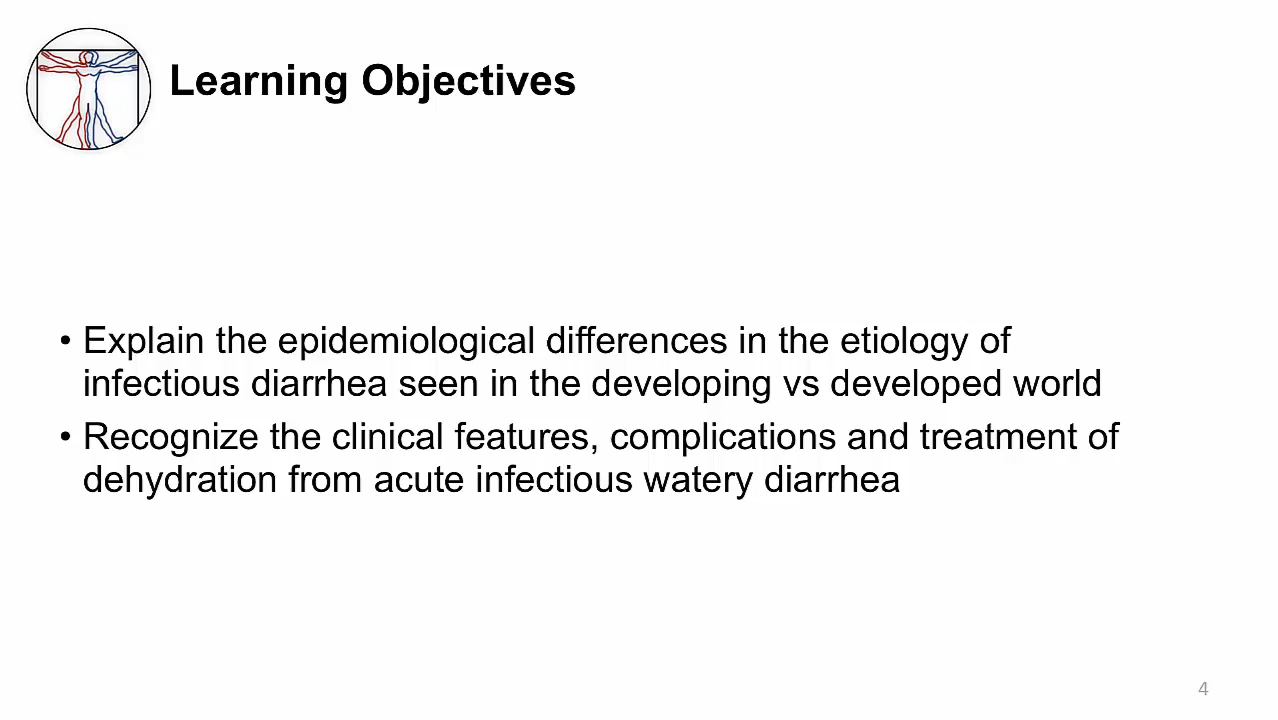 Learning Objectives
• Explain the epidemiological differences in the etiology of
infectious diarrhea seen in the developing vs developed world
• Recognize the clinical features, complications and treatment of
dehydration from acute infectious watery diarrhea
4